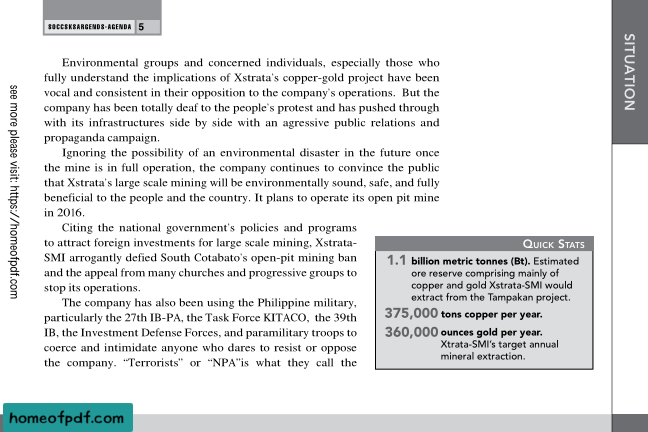 SOCCSKSARGENDS-AGENDA 5
Environmental groups and concerned individuals, especially those who
fully understand the implications of Xstrata's copper-gold project have been
vocal and consistent in their opposition to the company's operations. But the
company has been totally deaf to the people's protest and has pushed through
with its infrastructures side by side with an agressive public relations and
propaganda campaign.
Ignoring the possibility of an environmental disaster in the future once
the mine is in full operation, the company continues to convince the public
that Xstrata's large scale mining will be environmentally sound, safe, and fully
beneficial to the people and the country. It plans to operate its open pit mine
in 2016.
Citing the national government's policies and programs
to attract foreign investments for large scale mining, Xstrata-
SMI arrogantly defied South Cotabato's open-pit mining ban
and the appeal from many churches and progressive groups to
stop its operations.
The company has also been using the Philippine military,
particularly the 27th IB-PA, the Task Force KITACO, the 39th
IB, the Investment Defense Forces, and paramilitary troops to
coerce and intimidate anyone who dares to resist or oppose
the company. “Terrorists” or “NPA”is what they call the
QUICK STATS
1.1 billion metric tonnes (Bt). Estimated
ore reserve comprising mainly of
copper and gold Xstrata-SMI would
extract from the Tampakan project.
375,000 tons copper per year.
360,000 ounces gold per year.
Xtrata-SMI's target annual
mineral extraction.
SITUATION
see more please visit: https://homeofpdf.com
homeofpdf.com